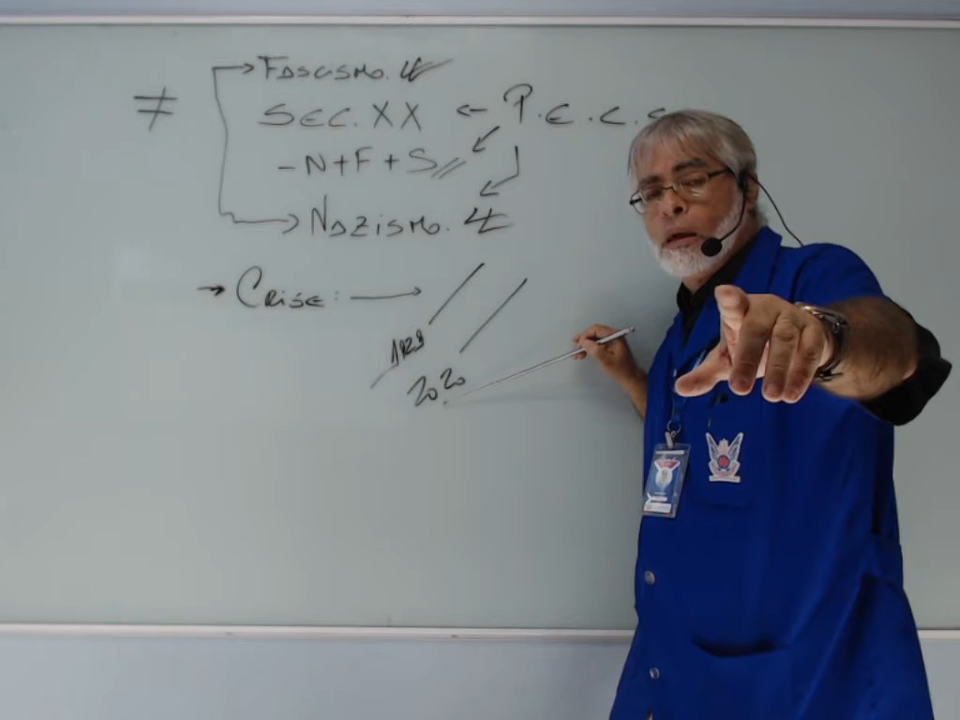 → Fascismo.
≠ SEC. XX ← P.E.C.S
- N + F + S
→ Nazismo.
→ Crise: →
1929
2020